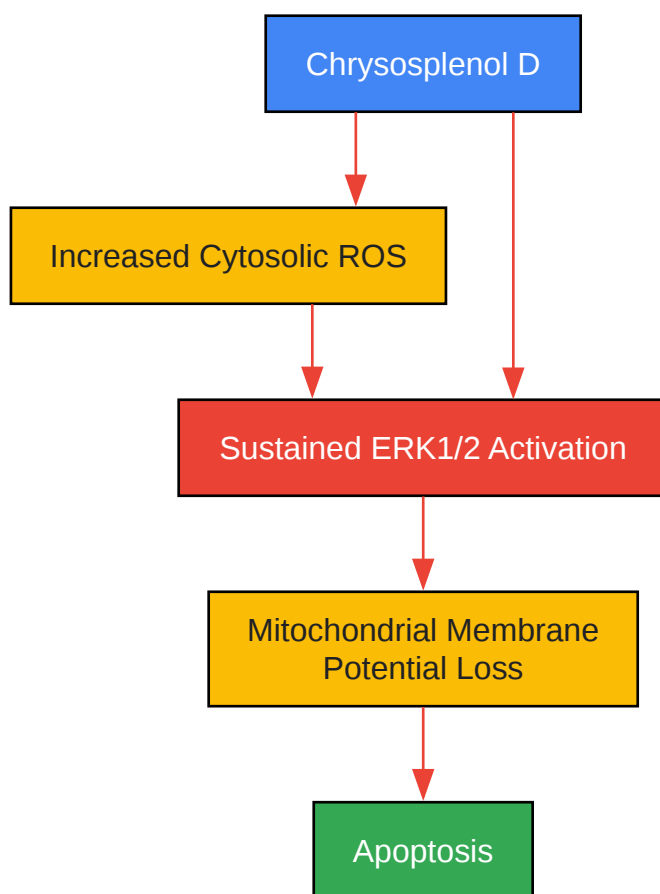 Chrysosplenol D
Increased Cytosolic ROS
Sustained ERK1/2 Activation
Mitochondrial Membrane
Potential Loss
Apoptosis